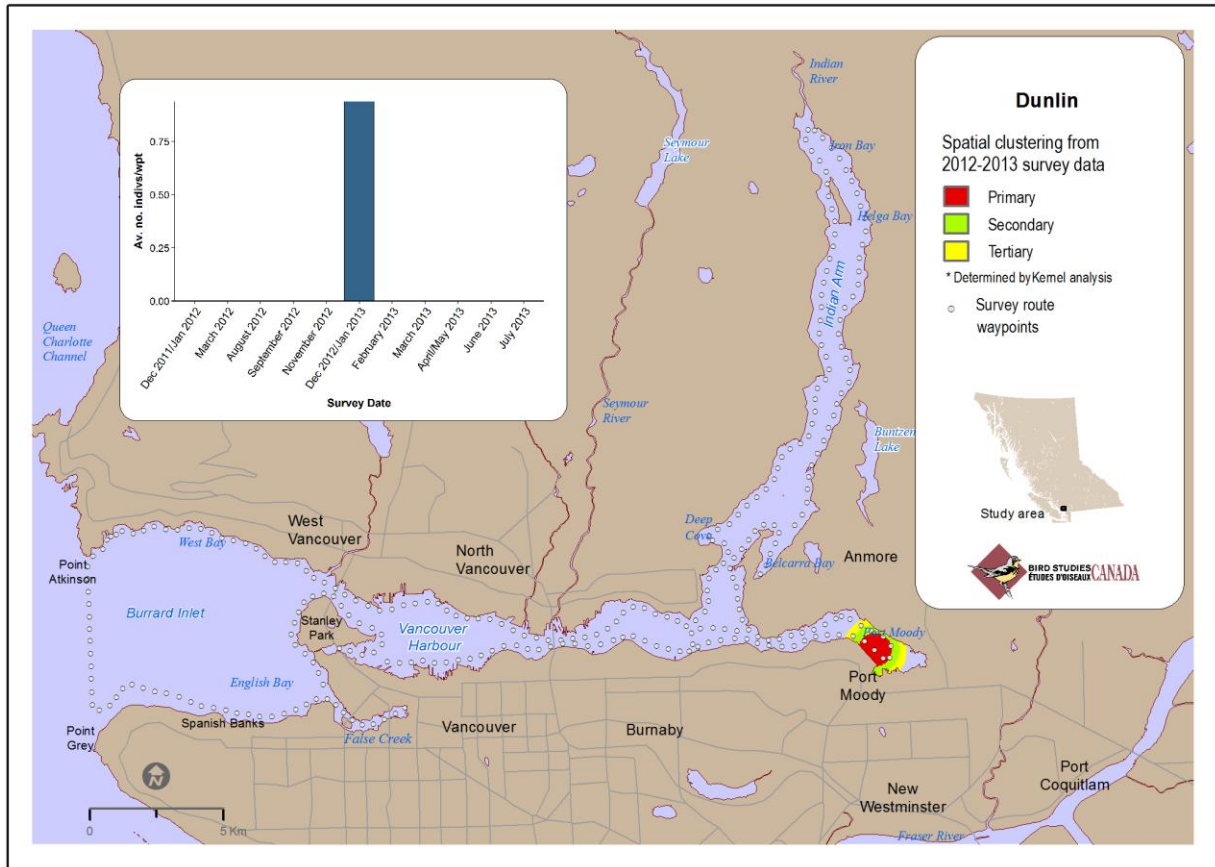 Dunlin
Spatial clustering from
2012-2013 survey data
Primary
Secondary
Tertiary
* Determined by Kernel analysis
Survey route
waypoints
Study area
BIRD STUDIES
ÉTUDES D'OISEAUX CANADA
Av. no. indivs/wpt
0.75
0.50
0.25
0.00
Dec 2011/Jan 2012
March 2012
August 2012
September 2012
November 2012
Dec 2012/Jan 2013
February 2013
March 2013
April/May 2013
June 2013
July 2013
Survey Date
Indian
River
Iron Bay
Seymour
Lake
Helga Bay
Indian Arm
Queen
Charlotte
Channel
Seymour
River
Buntzen
Lake
Deep
Cove
Belcarra Bay
Anmore
West
Vancouver
West Bay
North
Vancouver
Point
Atkinson
Burrard Inlet
Stanley
Park
Vancouver
Harbour
Port Moody
Port
Moody
English Bay
Spanish Banks
Vancouver
Burnaby
Point
Grey
False Creek
Port
Coquitlam
New
Westminster
Fraser River
N
0
5 Km